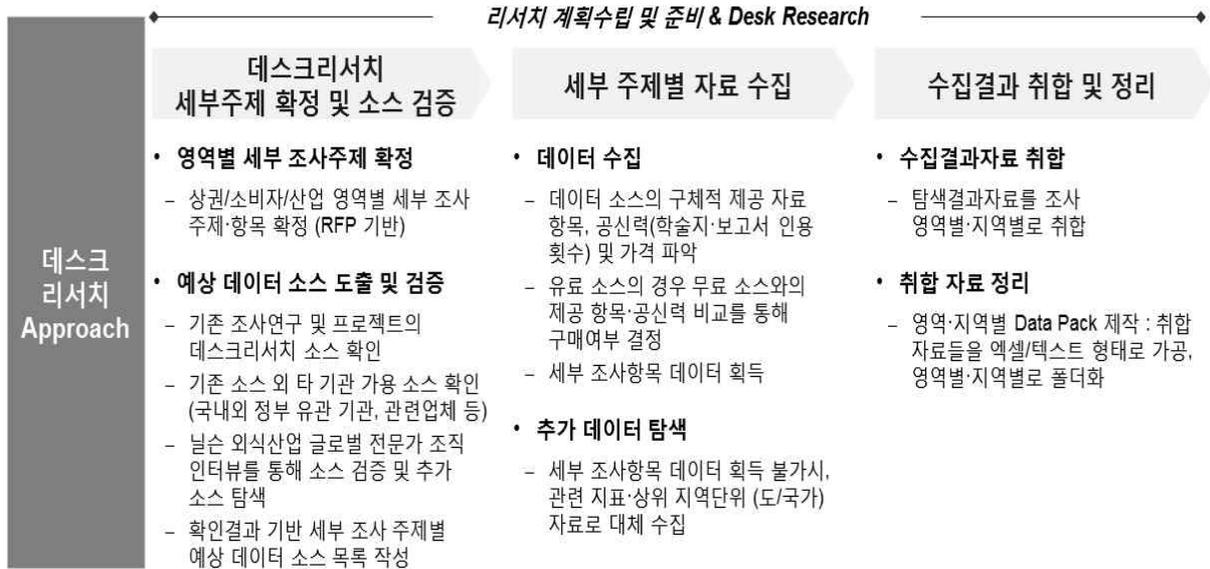 리서치 계획수립 및 준비 & Desk Research
데스크
리서치
Approach
데스크리서치
세부주제 확정 및 소스 검증
• 영역별 세부 조사주제 확정
– 상권/소비자/산업 영역별 세부 조사
주제·항목 확정 (RFP 기반)
• 예상 데이터 소스 도출 및 검증
– 기존 조사연구 및 프로젝트의
데스크리서치 소스 확인
– 기존 소스 외 타 기관 가용 소스 확인
(국내외 정부 유관 기관, 관련업체 등)
– 닐슨 외식산업 글로벌 전문가 조직
인터뷰를 통해 소스 검증 및 추가
소스 탐색
– 확인결과 기반 세부 조사 주제별
예상 데이터 소스 목록 작성
세부 주제별 자료 수집
• 데이터 수집
– 데이터 소스의 구체적 제공 자료
항목, 공신력(학술지·보고서 인용
횟수) 및 가격 파악
– 유료 소스의 경우 무료 소스와의
제공 항목·공신력 비교를 통해
구매여부 결정
– 세부 조사항목 데이터 획득
• 추가 데이터 탐색
– 세부 조사항목 데이터 획득 불가시,
관련 지표·상위 지역단위 (도/국가)
자료로 대체 수집
수집결과 취합 및 정리
• 수집결과자료 취합
– 탐색결과자료를 조사
영역별·지역별로 취합
• 취합 자료 정리
– 영역·지역별 Data Pack 제작 : 취합
자료들을 엑셀/텍스트 형태로 가공,
영역별·지역별로 폴더화